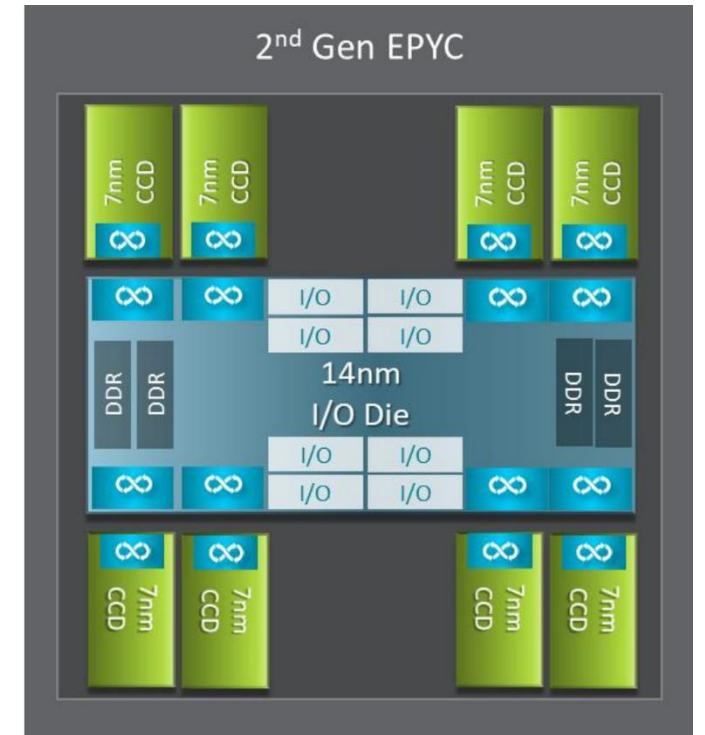 2nd Gen EPYC
7nm
CCD
7nm
CCD
7nm
CCD
7nm
CCD
I/O
I/O
I/O
I/O
DDR
DDR
14nm
I/O Die
DDR
DDR
I/O
I/O
I/O
I/O
7nm
CCD
7nm
CCD
7nm
CCD
7nm
CCD